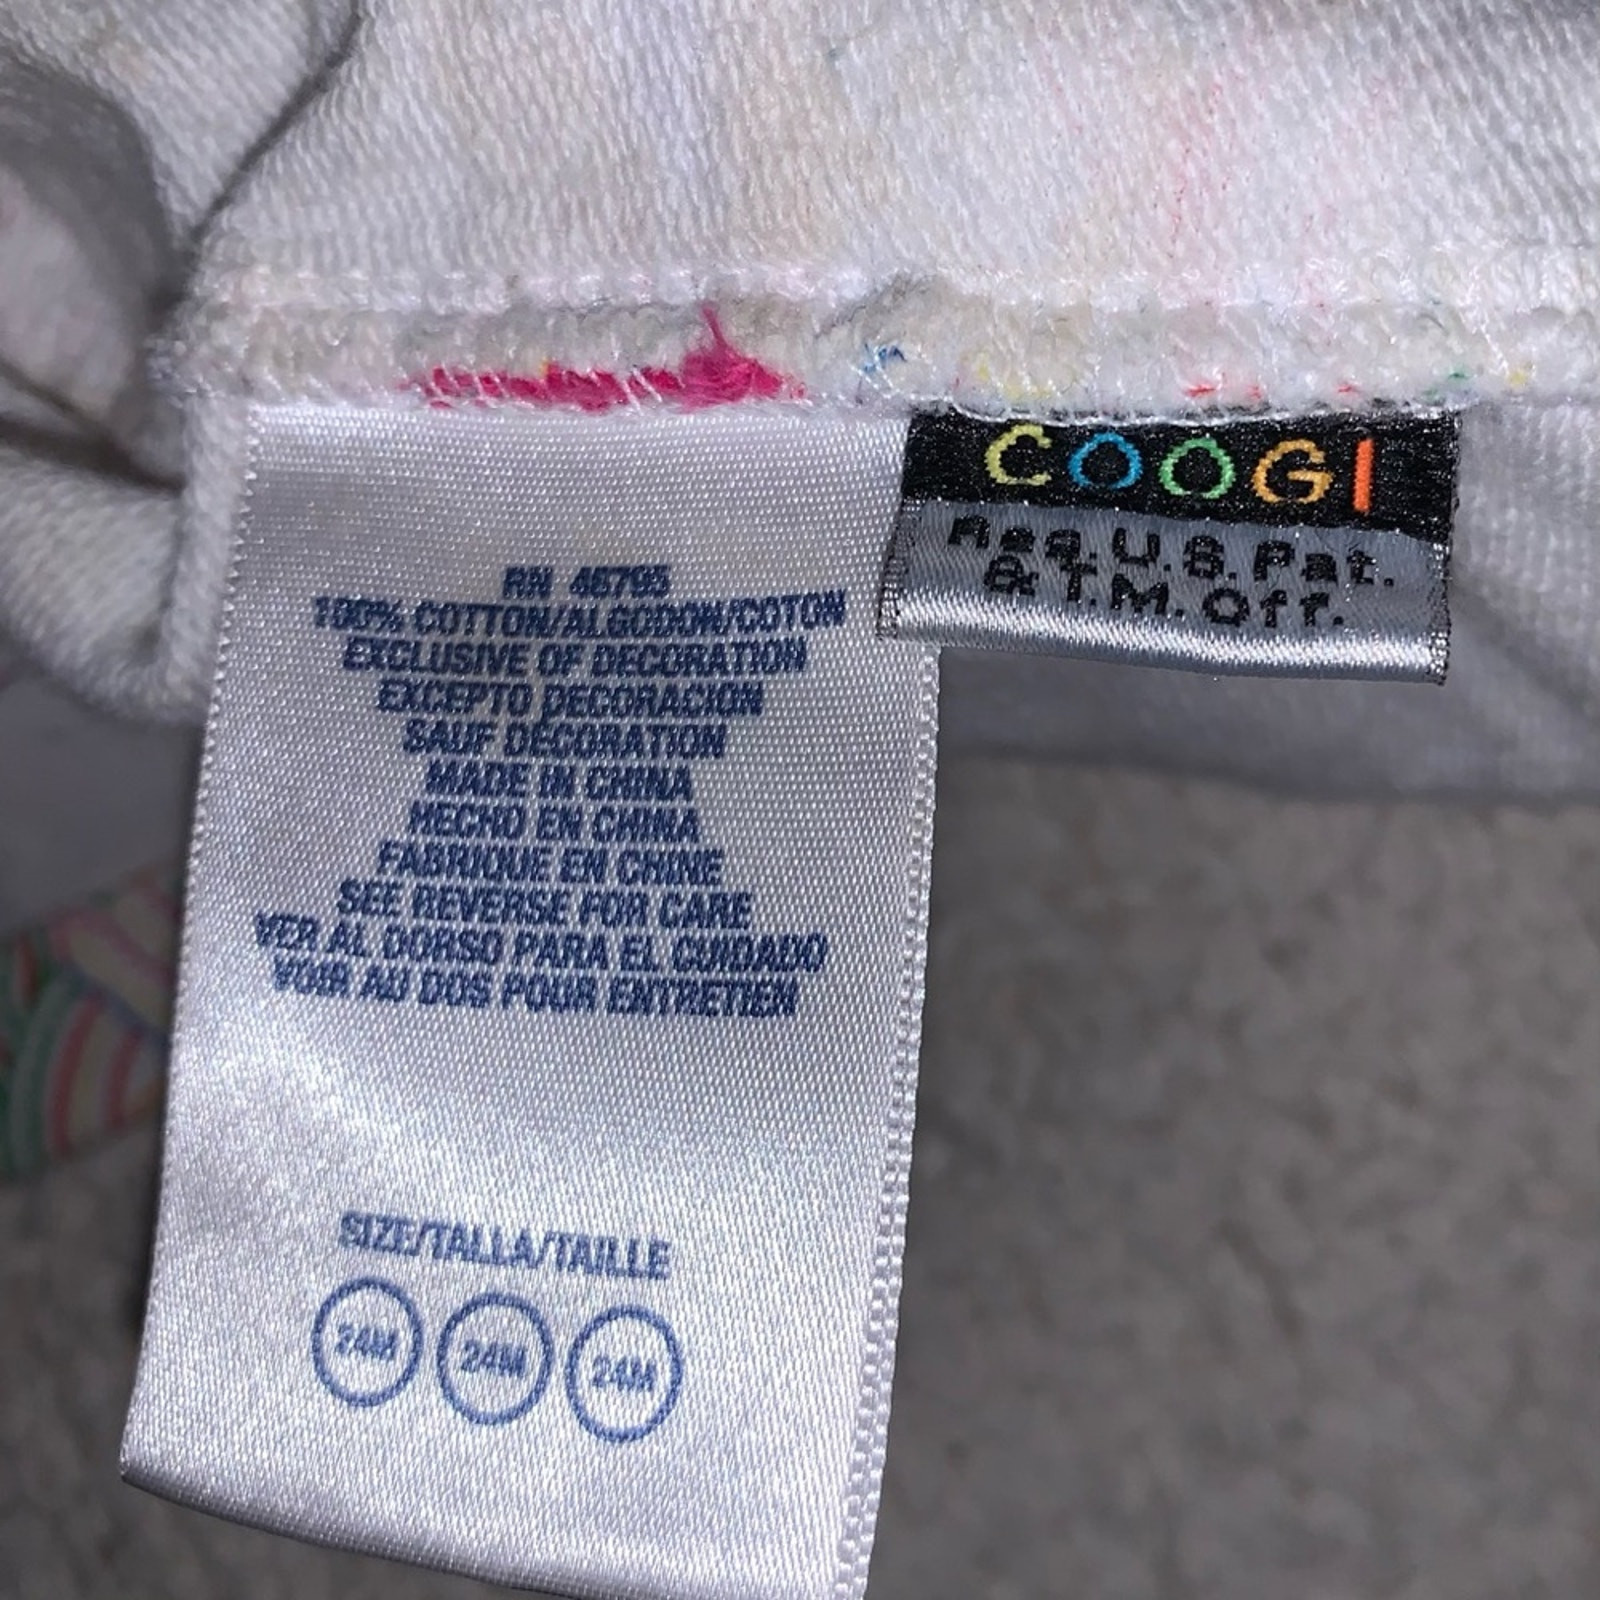 RN 46795
100% COTTON/ALGODON/COTON
EXCLUSIVE OF DECORATION
EXCEPTO DECORACION
SAUF DÉCORATION
MADE IN CHINA
HECHO EN CHINA
FABRIQUE EN CHINE
SEE REVERSE FOR CARE
VER AL DORSO PARA EL CUIDADO
VOIR AU DOS POUR ENTRETIEN
SIZE/TALLA/TAILLE
24M 24M 24M
COOGI
Reg.U.S.Pat.
& T.M.Off.